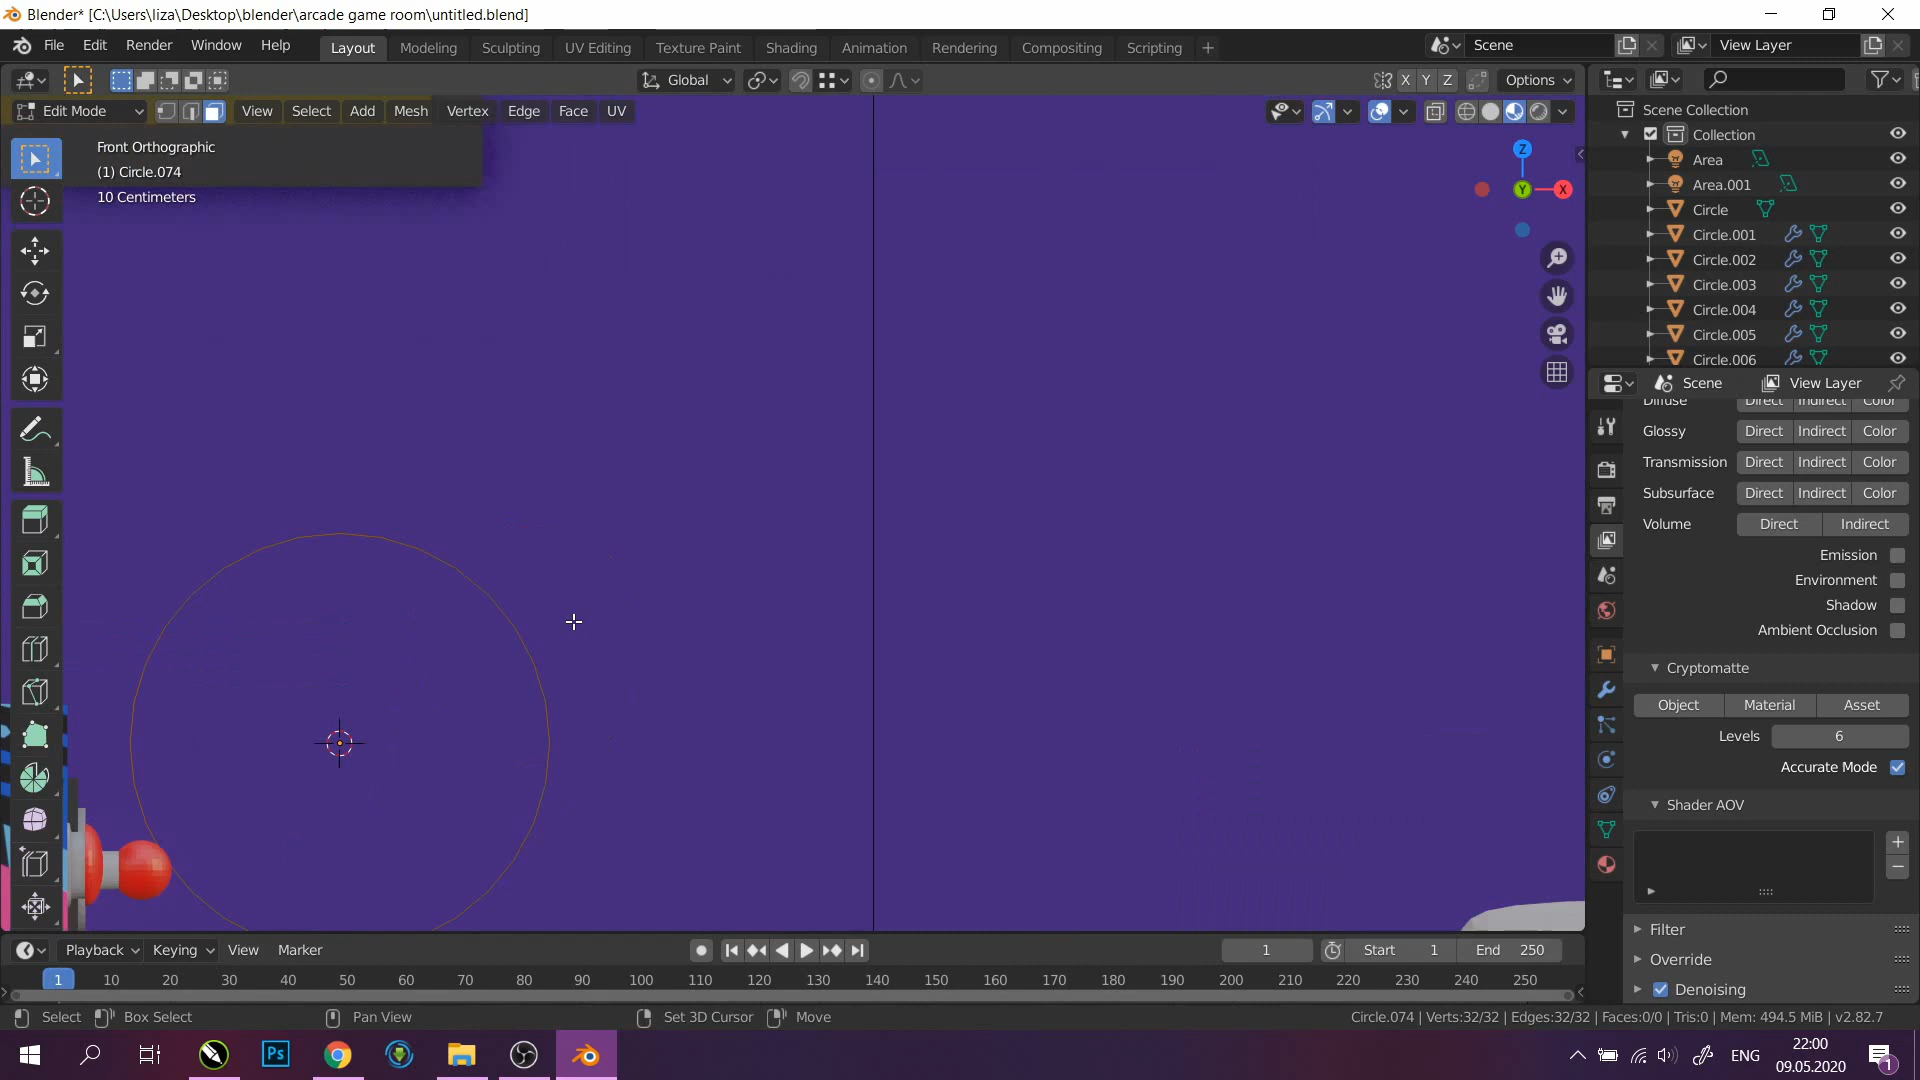 Blender* [C:\Users\liza\Desktop\blender\arcade game room\untitled.blend]
File Edit Render Window Help Layout Modeling Sculpting UV Editing Texture Paint Shading Animation Rendering Compositing Scripting + Scene View Layer
Global X Y Z Options
Edit Mode View Select Add Mesh Vertex Edge Face UV
Scene Collection
Collection
Front Orthographic
(1) Circle.074
10 Centimeters
Z
Y
X
Area
Area.001
Circle
Circle.001
Circle.002
Circle.003
Circle.004
Circle.005
Circle.006
Scene View Layer
Diffuse Direct Indirect Color
Glossy Direct Indirect Color
Transmission Direct Indirect Color
Subsurface Direct Indirect Color
Volume Direct Indirect
Emission
Environment
Shadow
Ambient Occlusion
Cryptomatte
Object Material Asset
Levels 6
Accurate Mode
Shader AOV
Filter
Override
Denoising
Playback Keying View Marker 1 Start 1 End 250
1 10 20 30 40 50 60 70 80 90 100 110 120 130 140 150 160 170 180 190 200 210 220 230 240 250
Select Box Select Pan View Set 3D Cursor Move Circle.074 | Verts:32/32 | Edges:32/32 | Faces:0/0 | Tris:0 | Mem: 494.5 MiB | v2.82.7
Ps ENG 22:00
09.05.2020
1